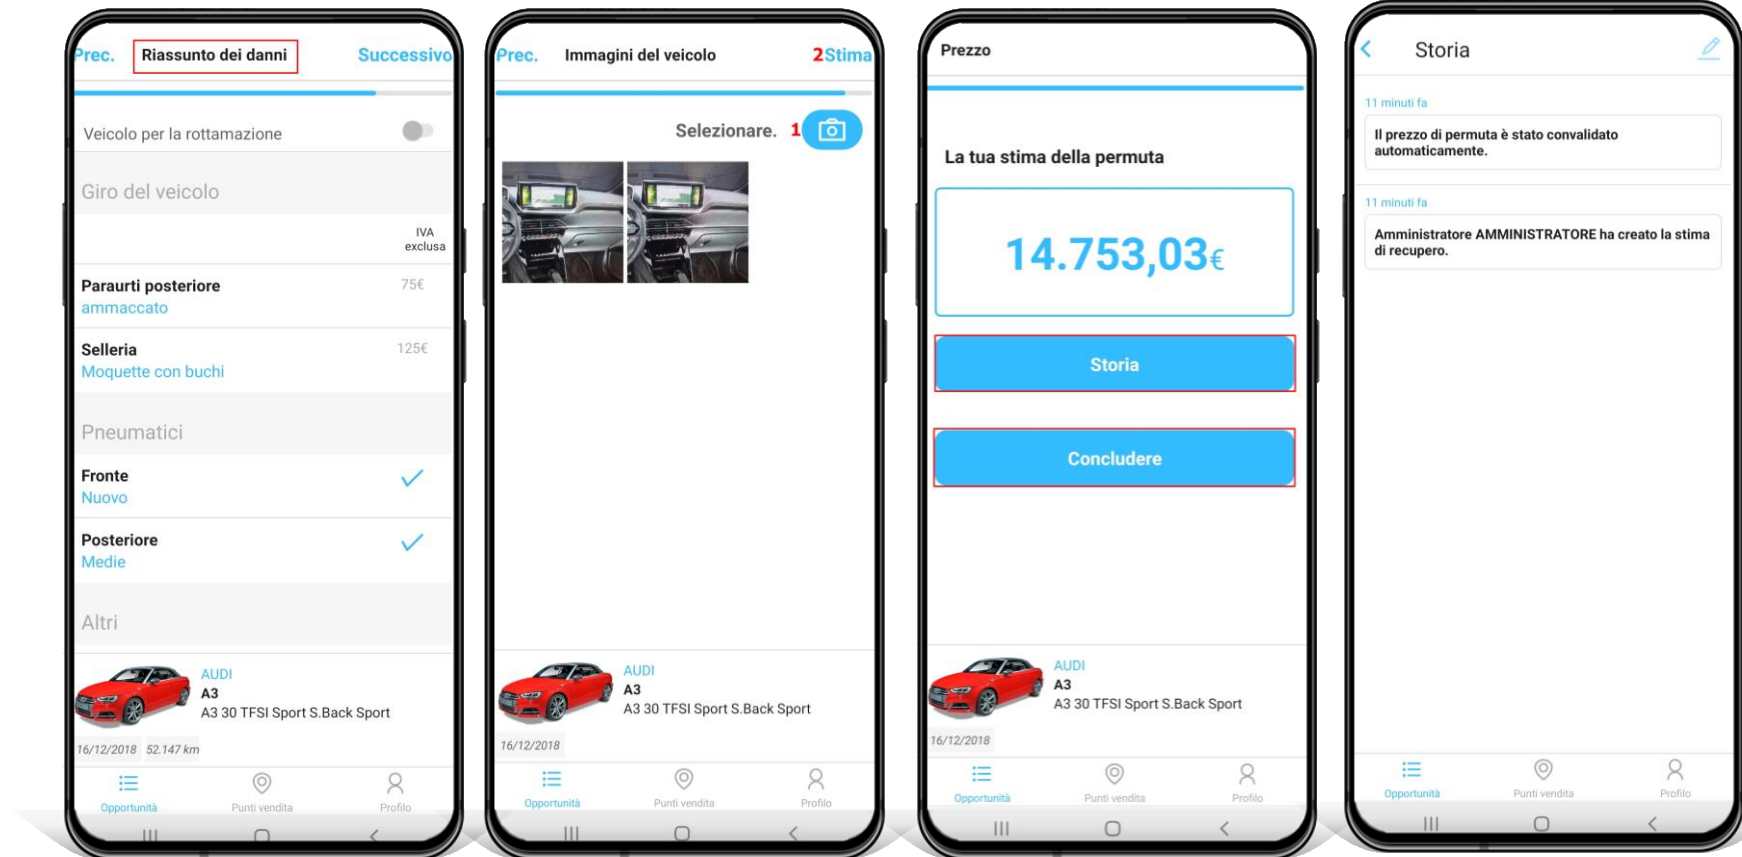 Prec. Riassunto dei danni Successivo
Veicolo per la rottamazione
Giro del veicolo
IVA
exclusa
Paraurti posteriore 75€
ammaccato
Selleria 125€
Moquette con buchi
Pneumatici
Fronte
Nuovo
Posteriore
Medie
Altri
AUDI
A3
A3 30 TFSI Sport S.Back Sport
16/12/2018 52.147 km
Opportunità Punti vendita Profilo
Prec. Immagini del veicolo 2 Stima
Selezionare. 1
AUDI
A3
A3 30 TFSI Sport S.Back Sport
16/12/2018
Opportunità Punti vendita Profilo
Prezzo
La tua stima della permuta
14.753,03€
Storia
Concludere
AUDI
A3
A3 30 TFSI Sport S.Back Sport
16/12/2018
Opportunità Punti vendita Profilo
Storia
11 minuti fa
Il prezzo di permuta è stato convalidato
automaticamente.
11 minuti fa
Amministratore AMMINISTRATORE ha creato la stima
di recupero.
Opportunità Punti vendita Profilo